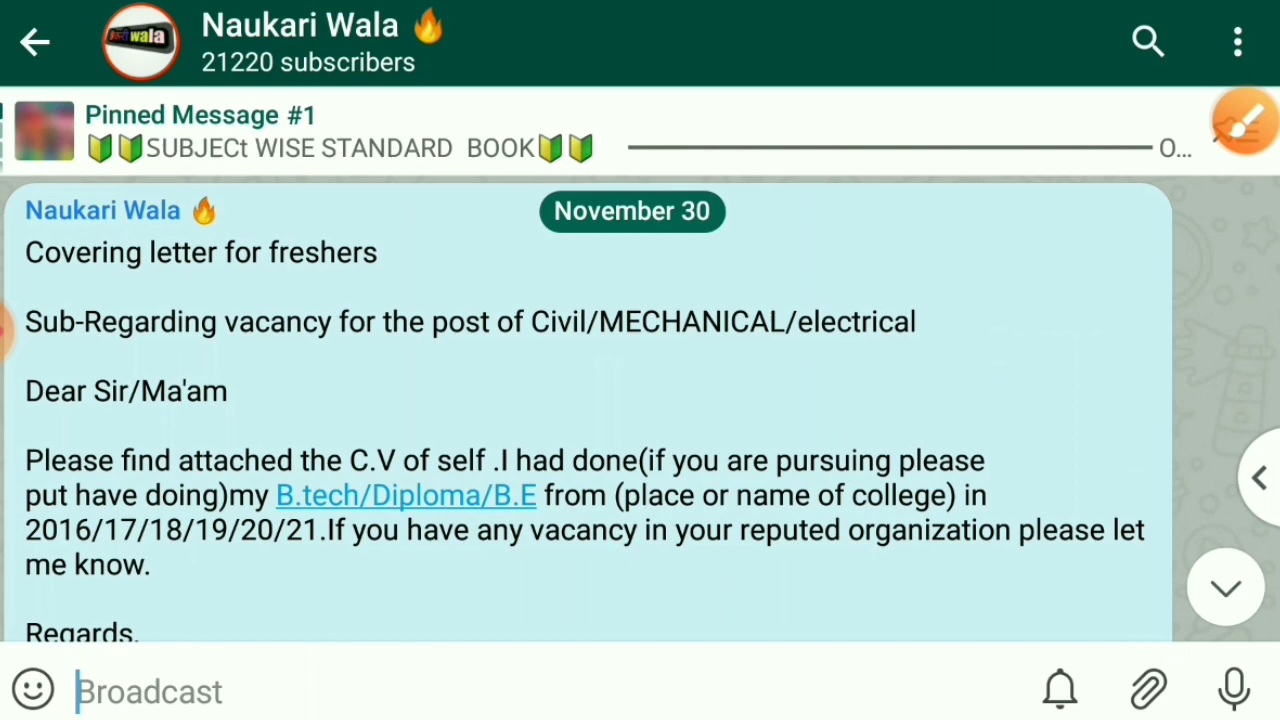 Naukari Wala 🔥
21220 subscribers
wala
Pinned Message #1
🔰🔰SUBJECt WISE STANDARD BOOK🔰🔰 ———————————— O...
Naukari Wala 🔥
November 30
Covering letter for freshers
Sub-Regarding vacancy for the post of Civil/MECHANICAL/electrical
Dear Sir/Ma'am
Please find attached the C.V of self .I had done(if you are pursuing please
put have doing)my B.tech/Diploma/B.E from (place or name of college) in
2016/17/18/19/20/21.If you have any vacancy in your reputed organization please let
me know.
Regards,
Broadcast